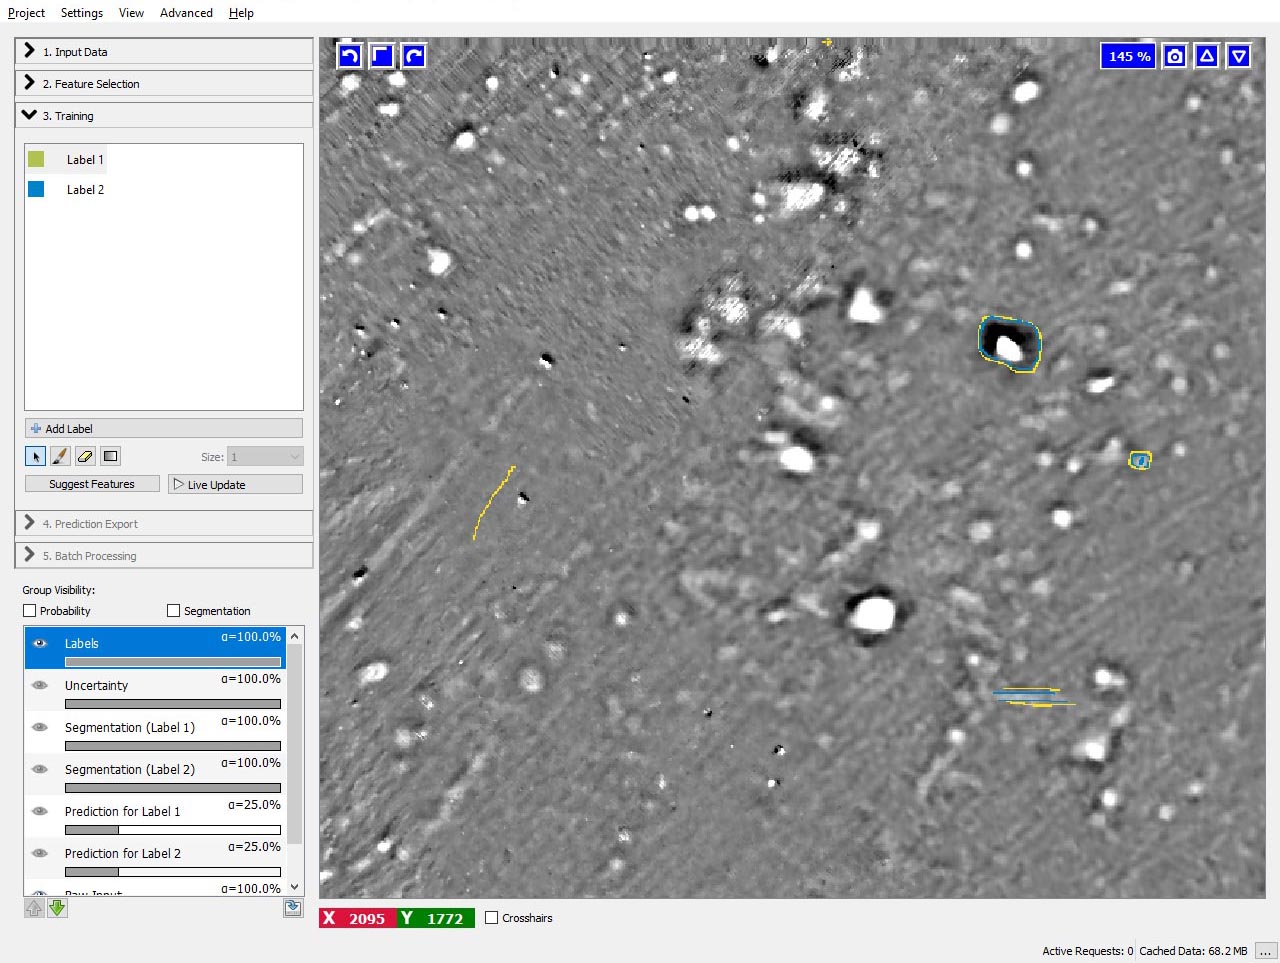 Project Settings View Advanced Help
1. Input Data
2. Feature Selection
3. Training
Label 1
Label 2
Add Label
Size: 1
Suggest Features Live Update
4. Prediction Export
5. Batch Processing
Group Visibility:
Probability Segmentation
Labels α=100.0%
Uncertainty α=100.0%
Segmentation (Label 1) α=100.0%
Segmentation (Label 2) α=100.0%
Prediction for Label 1 α=25.0%
Prediction for Label 2 α=25.0%
Raw Input α=100.0%
145 %
X 2095 Y 1772 Crosshairs
Active Requests: 0 Cached Data: 68.2 MB ...